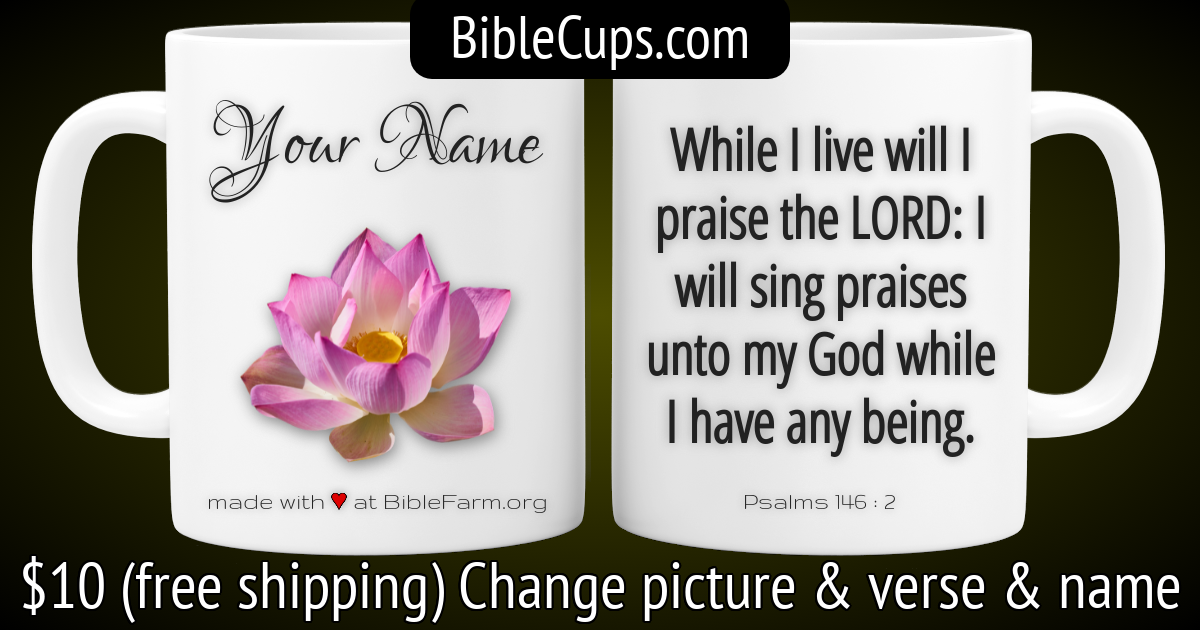 BibleCups.com
Your Name
made with ♥ at BibleFarm.org
While I live will I
praise the LORD: I
will sing praises
unto my God while
I have any being.
Psalms 146 : 2
$10 (free shipping) Change picture & verse & name